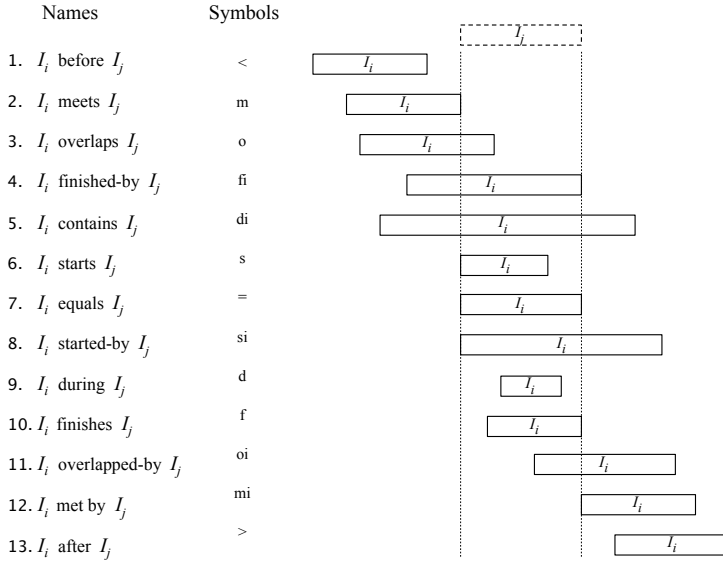 Names Symbols
I_j
1. I_i before I_j < I_i
2. I_i meets I_j m I_i
3. I_i overlaps I_j o I_i
4. I_i finished-by I_j fi I_i
5. I_i contains I_j di I_i
6. I_i starts I_j s I_i
7. I_i equals I_j = I_i
8. I_i started-by I_j si I_i
9. I_i during I_j d I_i
10. I_i finishes I_j f I_i
11. I_i overlapped-by I_j oi I_i
12. I_i met by I_j mi I_i
13. I_i after I_j > I_i